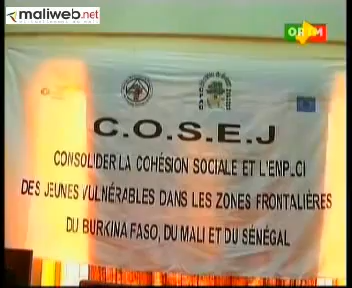 maliweb.net
ORTM
C.O.S.E.J
CONSOLIDER LA COHÉSION SOCIALE ET L'EMPLOI
DES JEUNES VULNÉRABLES DANS LES ZONES FRONTALIÈRES
DU BURKINA FASO, DU MALI ET DU SÉNÉGAL